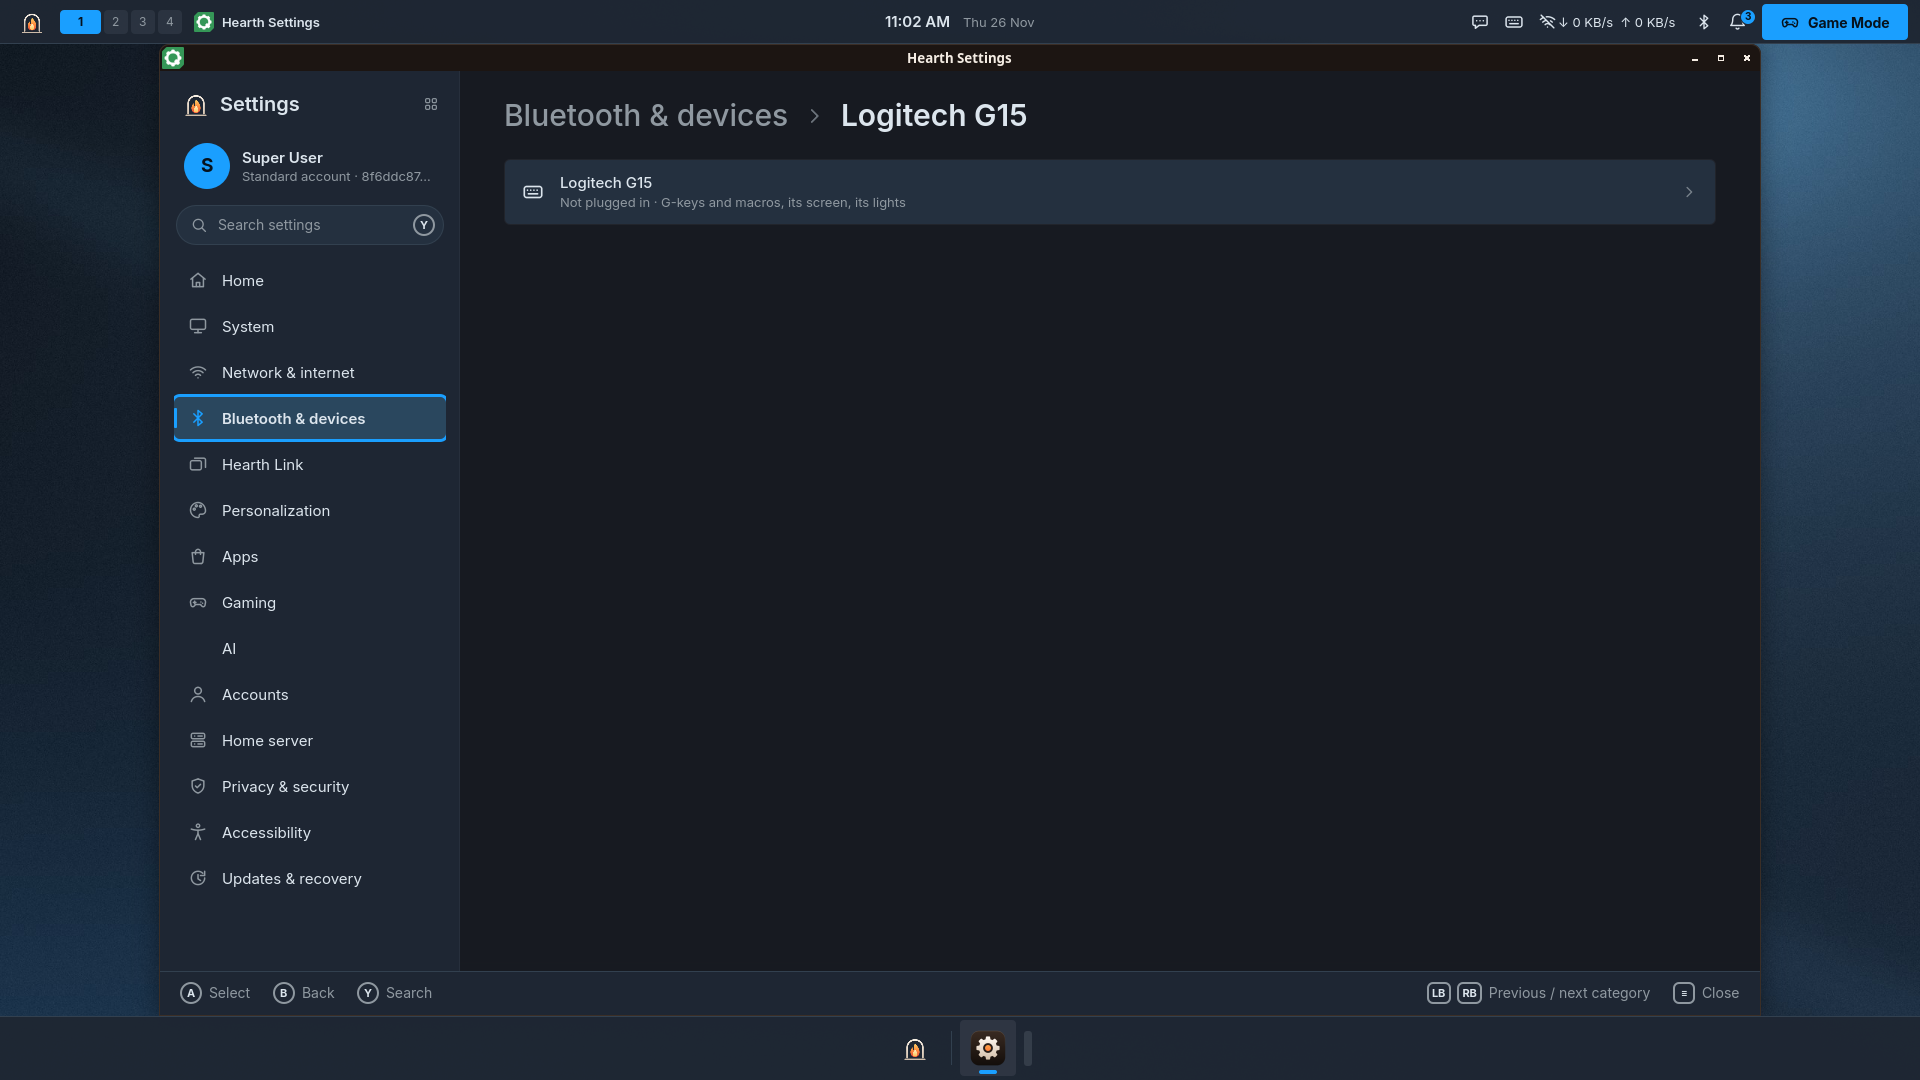 1 2 3 4 Hearth Settings 11:02 AM Thu 26 Nov ↓ 0 KB/s ↑ 0 KB/s 3 Game Mode
Hearth Settings
Settings
S
Super User
Standard account · 8f6ddc87...
Search settings Y
Home
System
Network & internet
Bluetooth & devices
Hearth Link
Personalization
Apps
Gaming
AI
Accounts
Home server
Privacy & security
Accessibility
Updates & recovery
Bluetooth & devices > Logitech G15
Logitech G15
Not plugged in · G-keys and macros, its screen, its lights
A Select B Back Y Search LB RB Previous / next category ≡ Close